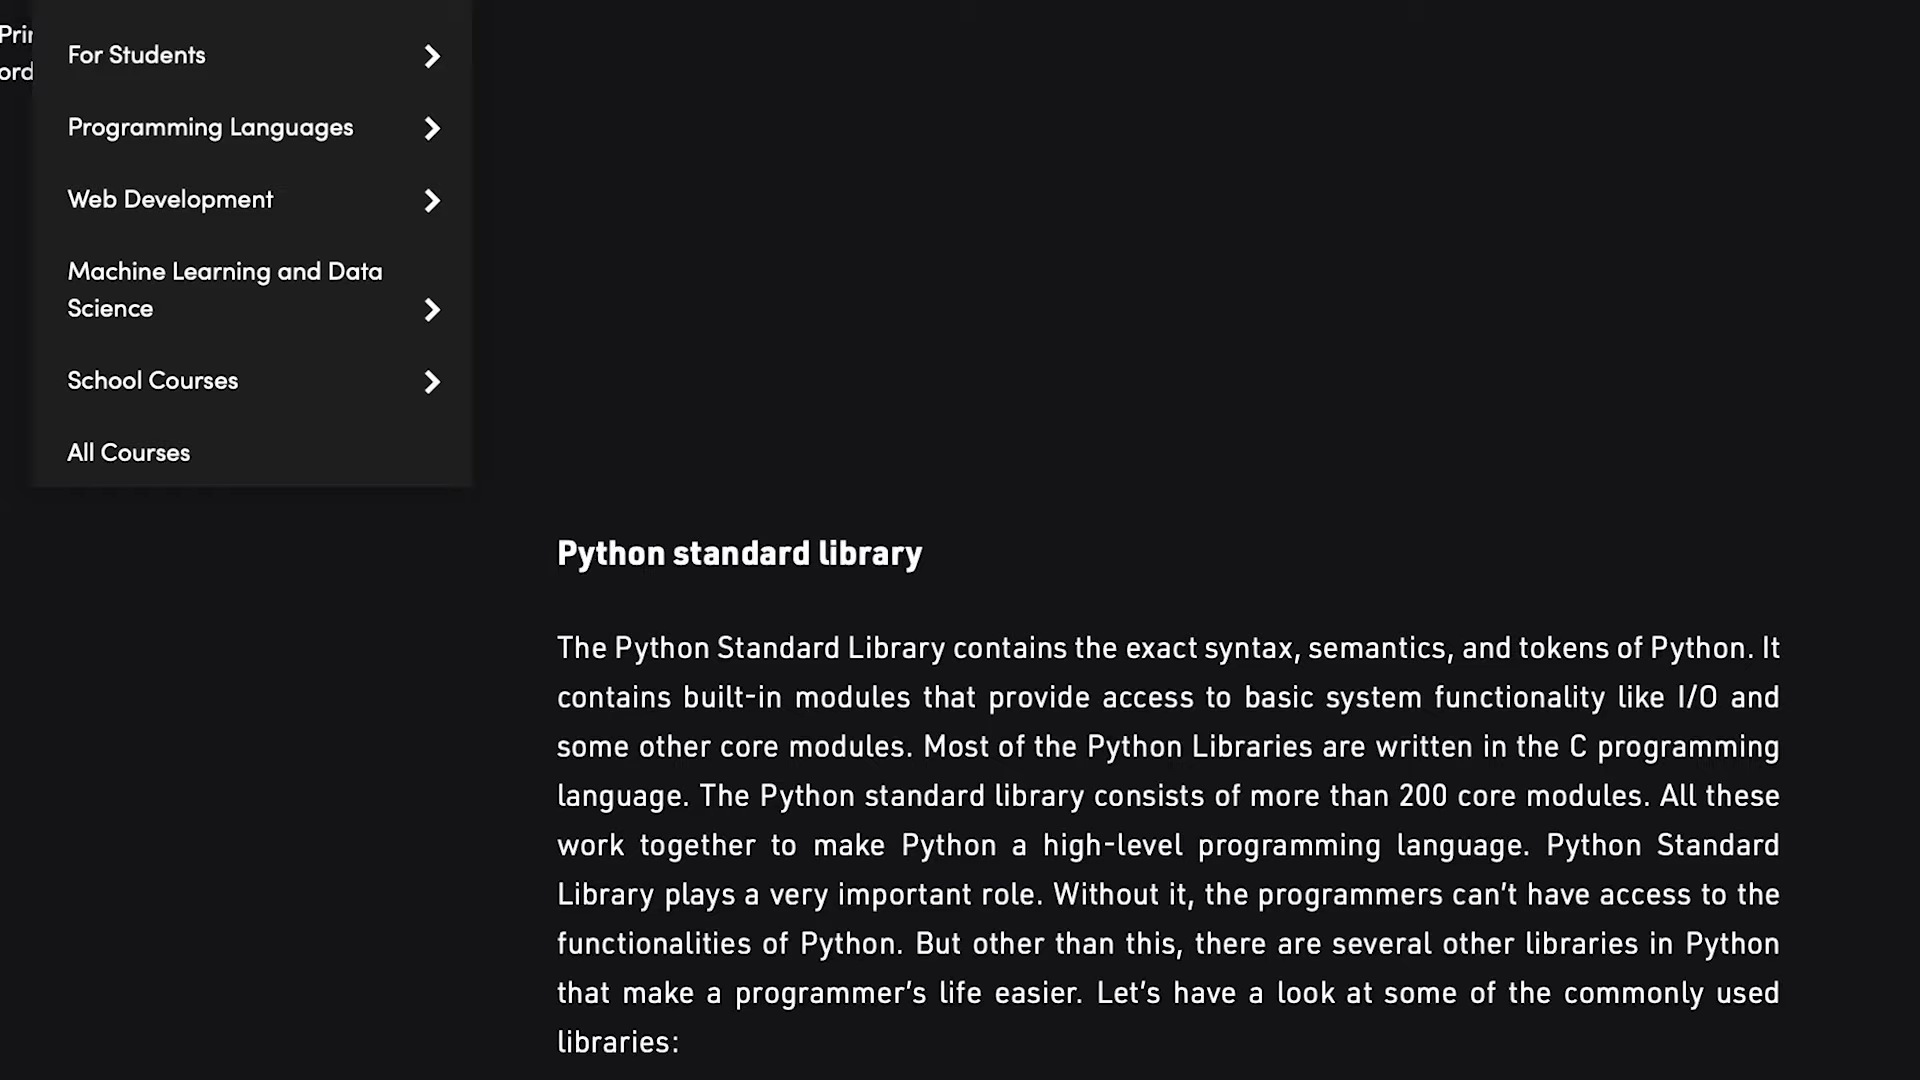 Pri
ord
For Students
Programming Languages
Web Development
Machine Learning and Data
Science
School Courses
All Courses
Python standard library
The Python Standard Library contains the exact syntax, semantics, and tokens of Python. It
contains built-in modules that provide access to basic system functionality like I/O and
some other core modules. Most of the Python Libraries are written in the C programming
language. The Python standard library consists of more than 200 core modules. All these
work together to make Python a high-level programming language. Python Standard
Library plays a very important role. Without it, the programmers can’t have access to the
functionalities of Python. But other than this, there are several other libraries in Python
that make a programmer’s life easier. Let’s have a look at some of the commonly used
libraries: